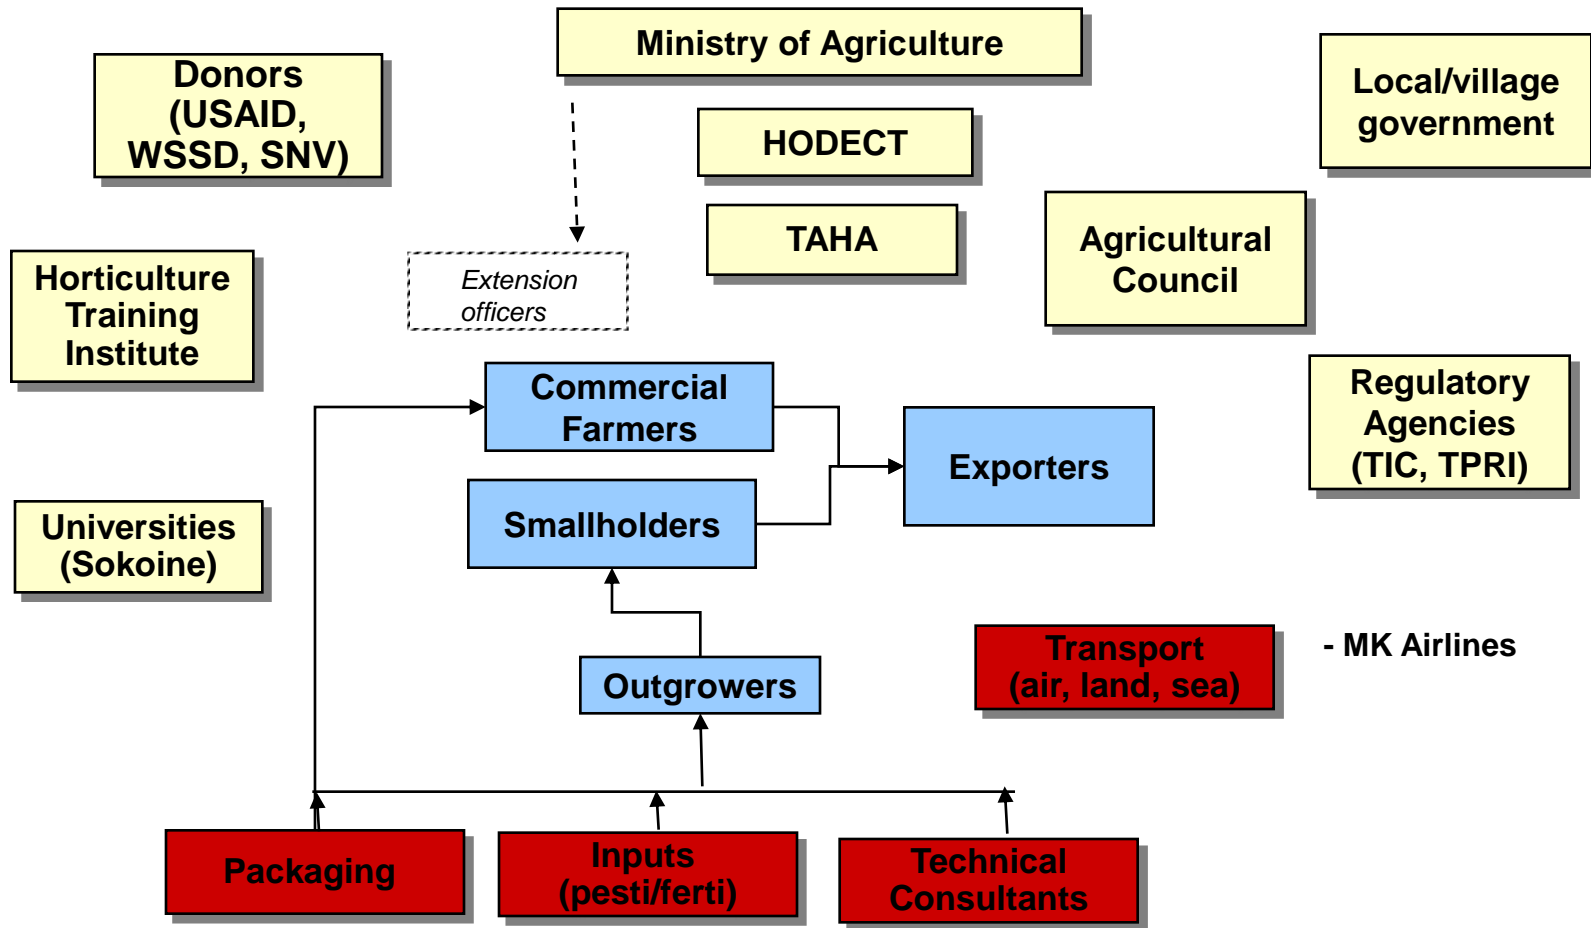 Ministry of Agriculture
Donors
(USAID,
WSSD, SNV)
Local/village
government
HODECT
TAHA
Agricultural
Council
Horticulture
Training
Institute
Extension
officers
Commercial
Farmers
Regulatory
Agencies
(TIC, TPRI)
Exporters
Smallholders
Universities
(Sokoine)
Outgrowers
Transport
(air, land, sea)
- MK Airlines
Packaging
Inputs
(pesti/ferti)
Technical
Consultants